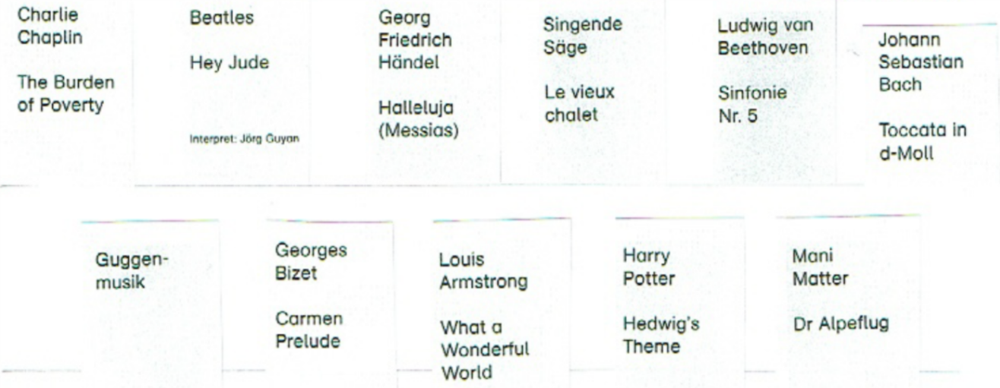 Charlie
Chaplin
The Burden
of Poverty
Beatles
Hey Jude
Interpret: Jörg Guyan
Georg
Friedrich
Händel
Halleluja
(Messias)
Singende
Säge
Le vieux
chalet
Ludwig van
Beethoven
Sinfonie
Nr. 5
Johann
Sebastian
Bach
Toccata in
d-Moll
Guggen-
musik
Georges
Bizet
Carmen
Prelude
Louis
Armstrong
What a
Wonderful
World
Harry
Potter
Hedwig's
Theme
Mani
Matter
Dr Alpeflug